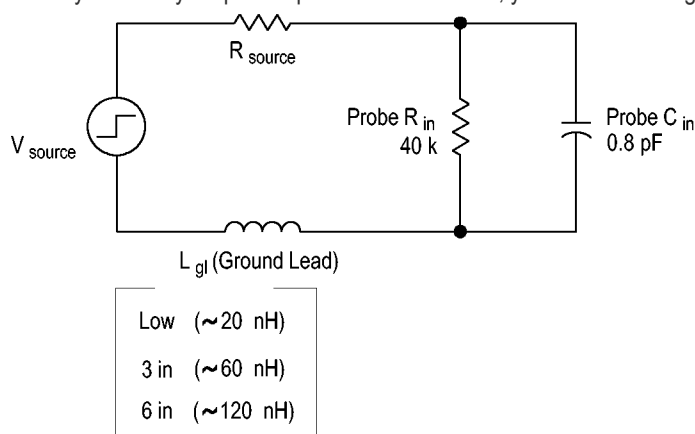 R source
V source
Probe R in
40 k
Probe C in
0.8 pF
L gl (Ground Lead)
Low (~20 nH)
3 in (~60 nH)
6 in (~120 nH)